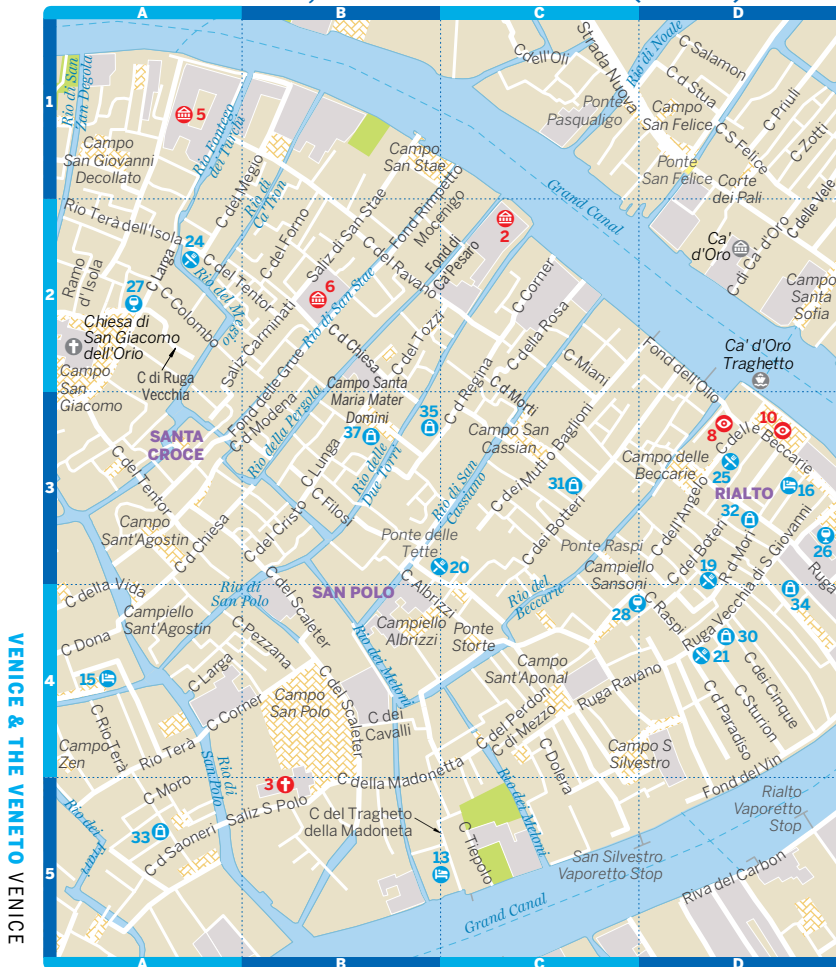 A
B
C
D
1
2
3
4
5
VENICE & THE VENETO VENICE
Rio di San
Zan Degola
5
Campo
San Giovanni
Decollato
Rio Fontego
dei Turchi
C del Megio
Rio di
Ca' Tron
Campo
San Stae
C dell'Oli
Strada Nuova
Rio di Noale
C Salamon
C d Stua
Campo
San Felice
C Priuli
C Zotti
C S Felice
Ponte
Pasqualigo
Ponte
San Felice
Corte
dei Pali
Grand Canal
Rio Terà dell'Isola
24
27
C Larga
Ramo
d'Isola
C Colombo
C del Tentor
C del Forno
Saliz di San Stae
Fond Rimpetto
Mocenigo
C del Ravano
Fond di
Ca' Pesaro
2
6
Rio di San Stae
C Corner
C della Rosa
C Miani
Ca'
d'Oro
C di Ca' d'Oro
C delle Vele
Campo
Santa
Sofia
Ca' d'Oro
Traghetto
Fond dell'Olio
Chiesa di
San Giacomo
dell'Orio
Campo
San
Giacomo
C di Ruga
Vecchia
Saliz Carminati
Fond delle Grue
C d Modena
Rio della Pergola
C d Chiesa
C del Tozzi
C d Regina
C d Morti
Campo Santa
Maria Mater
Domini
35
37
Campo San
Cassian
C dei Mutti o Baglioni
31
SANTA
CROCE
C Lunga
Rio delle
Due Torri
Rio di San
Cassiano
8
10
C delle Beccarie
Campo delle
Beccarie
25
RIALTO
16
32
26
C dell'Angelo
C dei Boteri
R d Mori
Ruga Vecchia di S Giovanni
Ruga
C del Tentor
Campo
Sant'Agostin
C d Chiesa
C del Cristo
C Filosi
Ponte delle
Tette
20
C dei Botteri
Ponte Raspi
Campiello
Sansoni
19
28
34
C della Vida
Campiello
Sant'Agostin
Rio di
San Polo
SAN POLO
C del Scaleter
C Albrizzi
Campiello
Albrizzi
Rio del
Beccarie
Ponte
Storte
C Raspi
30
21
C Dona
15
C Pezzana
C Larga
C Corner
Campo
San Polo
C del Scaleter
Rio dei Meloni
C dei
Cavalli
Campo
Sant'Aponal
Ruga Ravano
C del Perdon
C di Mezzo
C Dolera
Campo S
Silvestro
C dei Cinque
C Sturion
C d Paradiso
Fond del Vin
C Rio Terà
Campo
Zen
Rio Terà
Rio di
San Polo
C Moro
3
C della Madonetta
Saliz S Polo
C d Saoneri
33
C del Tragheto
della Madoneta
13
C Tiepolo
Rio dei Meloni
San Silvestro
Vaporetto Stop
Rialto
Vaporetto
Stop
Riva del Carbon
Grand Canal
A
B
C
D